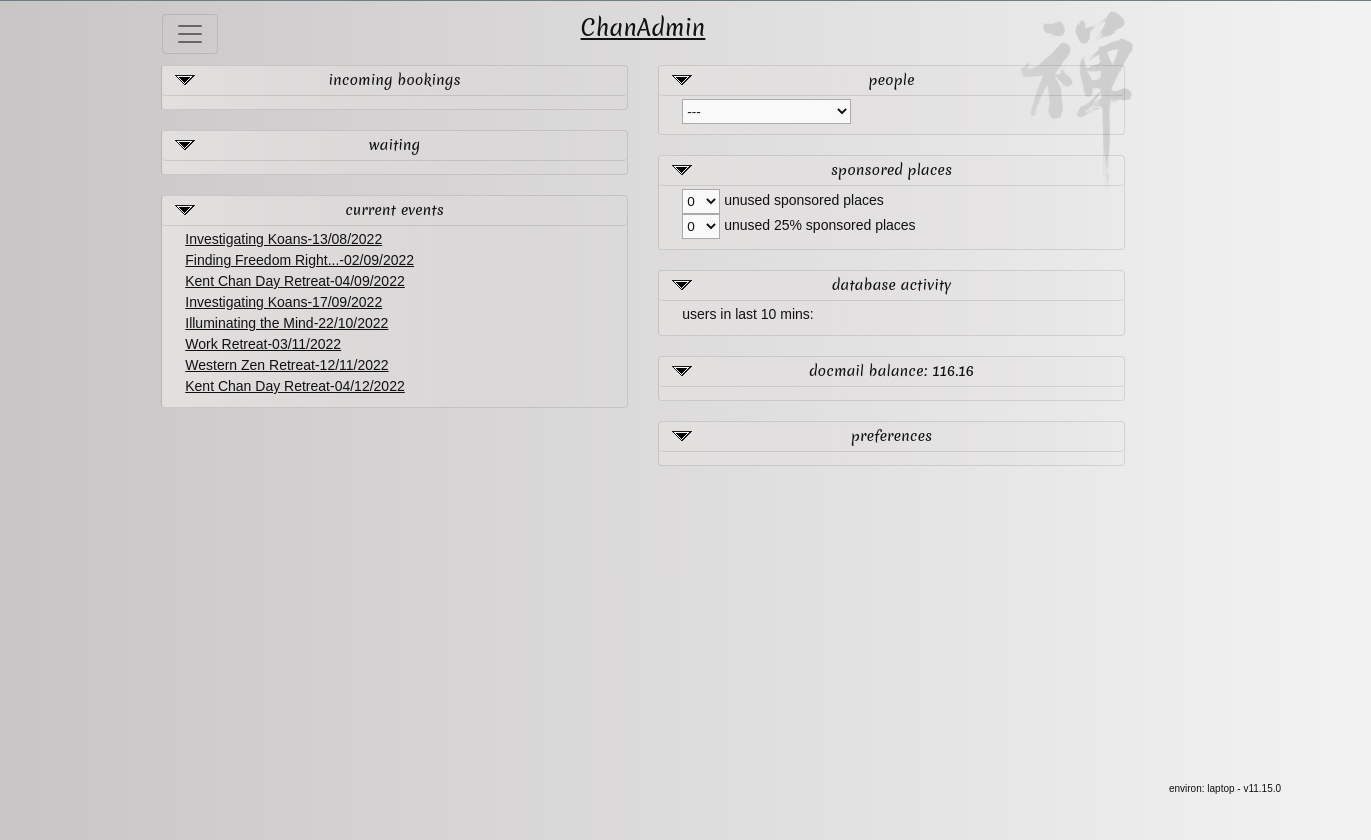 ChanAdmin
禪
incoming bookings
waiting
current events
Investigating Koans-13/08/2022
Finding Freedom Right...-02/09/2022
Kent Chan Day Retreat-04/09/2022
Investigating Koans-17/09/2022
Illuminating the Mind-22/10/2022
Work Retreat-03/11/2022
Western Zen Retreat-12/11/2022
Kent Chan Day Retreat-04/12/2022
people
---
sponsored places
0 unused sponsored places
0 unused 25% sponsored places
database activity
users in last 10 mins:
docmail balance: 116.16
preferences
environ: laptop - v11.15.0